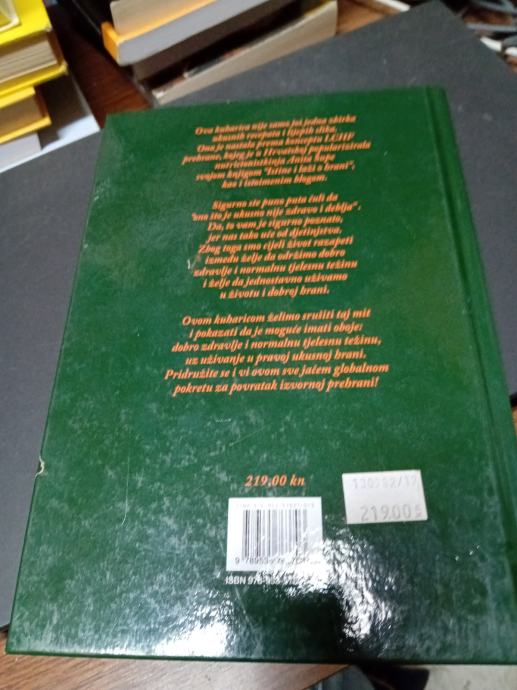 Ova kuharica nije samo još jedna zbirka
ukusnih recepata i lijepih slika.
Ona je nastala prema konceptu LCHF
prehrane, kojeg je u Hrvatskoj popularizirala
nutricionistkinja Anita Šupe
svojom knjigom "Istine i laži o hrani",
kao i istoimenim blogom.
Sigurno ste puno puta čuli da
"ono što je ukusno nije zdravo i deblja".
Da, to vam je sigurno poznato,
jer nas tako uče od djetinjstva.
Zbog toga smo cijeli život razapeti
između želje da održimo dobro
zdravlje i normalnu tjelesnu težinu
i želje da jednostavno uživamo
u životu i dobroj hrani.
Ovom kuharicom želimo srušiti taj mit
i pokazati da je moguće imati oboje:
dobro zdravlje i normalnu tjelesnu težinu,
uz uživanje u pravoj ukusnoj hrani.
Pridružite se i vi ovom sve jačem globalnom
pokretu za povratak izvornoj prehrani!
219,00 kn
219.00$
9 78953
ISBN 978-953